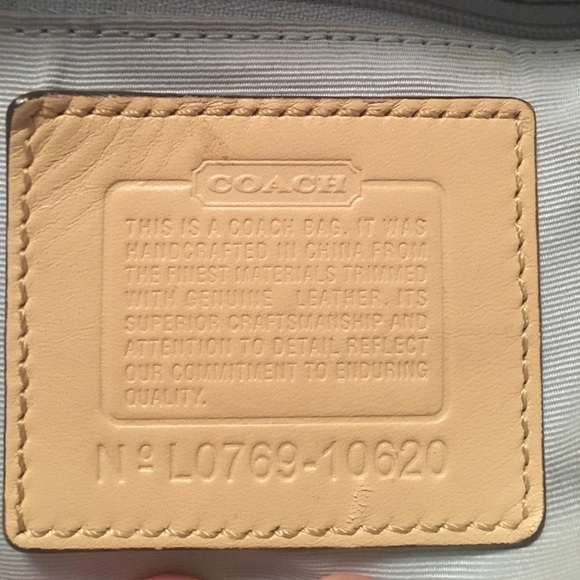 COACH
THIS IS A COACH BAG. IT WAS
HANDCRAFTED IN CHINA FROM
THE FINEST MATERIALS TRIMMED
WITH GENUINE LEATHER. ITS
SUPERIOR CRAFTSMANSHIP AND
ATTENTION TO DETAIL REFLECT
OUR COMMITMENT TO ENDURING
QUALITY.
Nº L0769-10620